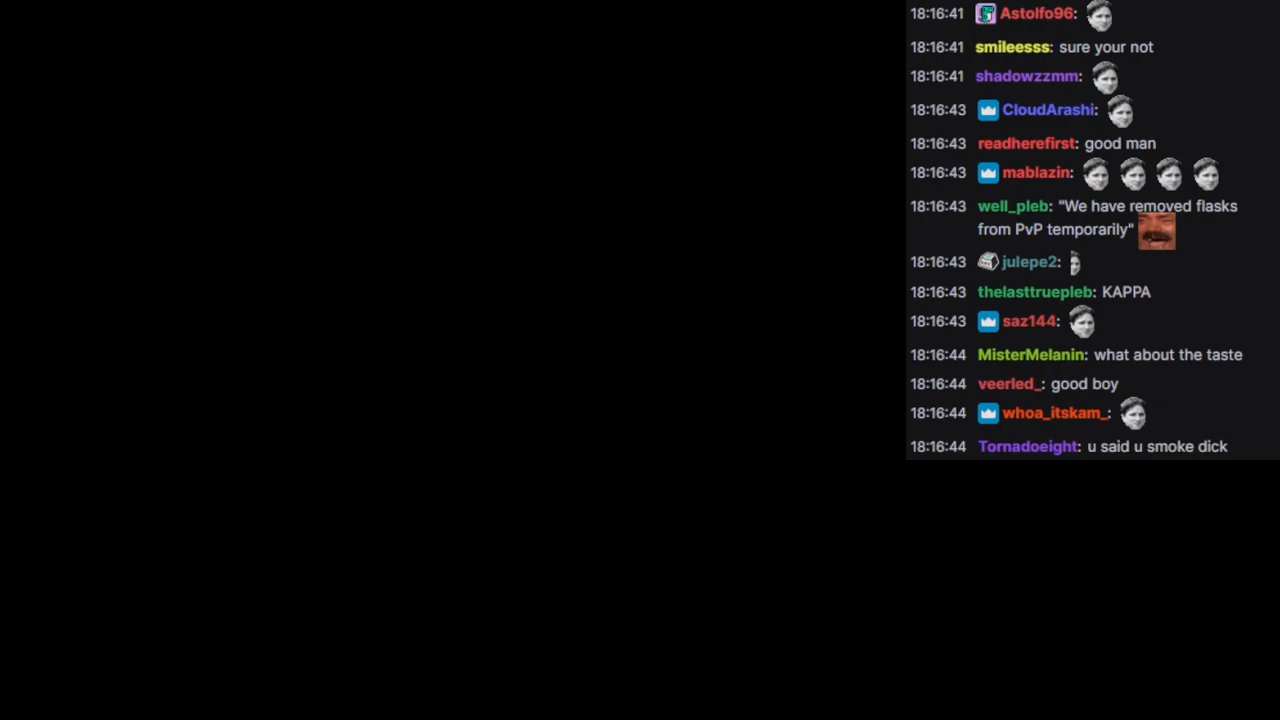 18:16:41 Astolfo96:
18:16:41 smileesss: sure your not
18:16:41 shadowzzmm:
18:16:43 CloudArashi:
18:16:43 readherefirst: good man
18:16:43 mablazin:
18:16:43 well_pleb: "We have removed flasks
from PvP temporarily"
18:16:43 julepe2:
18:16:43 thelasttruepleb: KAPPA
18:16:43 saz144:
18:16:44 MisterMelanin: what about the taste
18:16:44 veerled_: good boy
18:16:44 whoa_itskam_:
18:16:44 Tornadoeight: u said u smoke dick